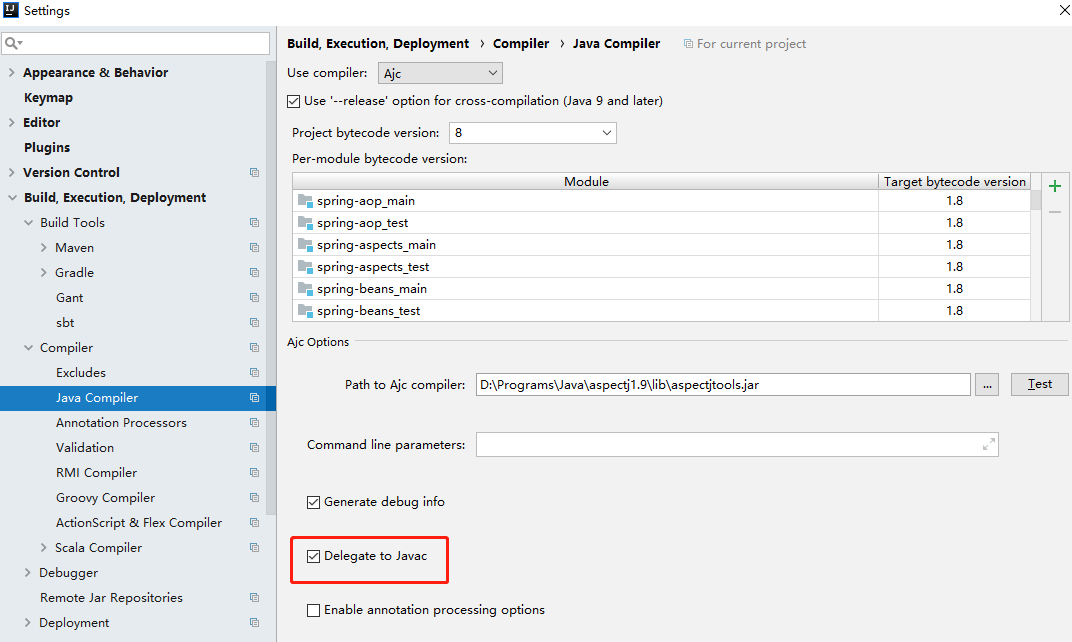 Settings
Appearance & Behavior
Keymap
Editor
Plugins
Version Control
Build, Execution, Deployment
Build Tools
Maven
Gradle
Gant
sbt
Compiler
Excludes
Java Compiler
Annotation Processors
Validation
RMI Compiler
Groovy Compiler
ActionScript & Flex Compiler
Scala Compiler
Debugger
Remote Jar Repositories
Deployment
Build, Execution, Deployment › Compiler › Java Compiler For current project
Use compiler: Ajc
Use '--release' option for cross-compilation (Java 9 and later)
Project bytecode version: 8
Per-module bytecode version:
Module Target bytecode version
spring-aop_main 1.8
spring-aop_test 1.8
spring-aspects_main 1.8
spring-aspects_test 1.8
spring-beans_main 1.8
spring-beans_test 1.8
Ajc Options
Path to Ajc compiler: D:\Programs\Java\aspectj1.9\lib\aspectjtools.jar ... Test
Command line parameters:
Generate debug info
Delegate to Javac
Enable annotation processing options